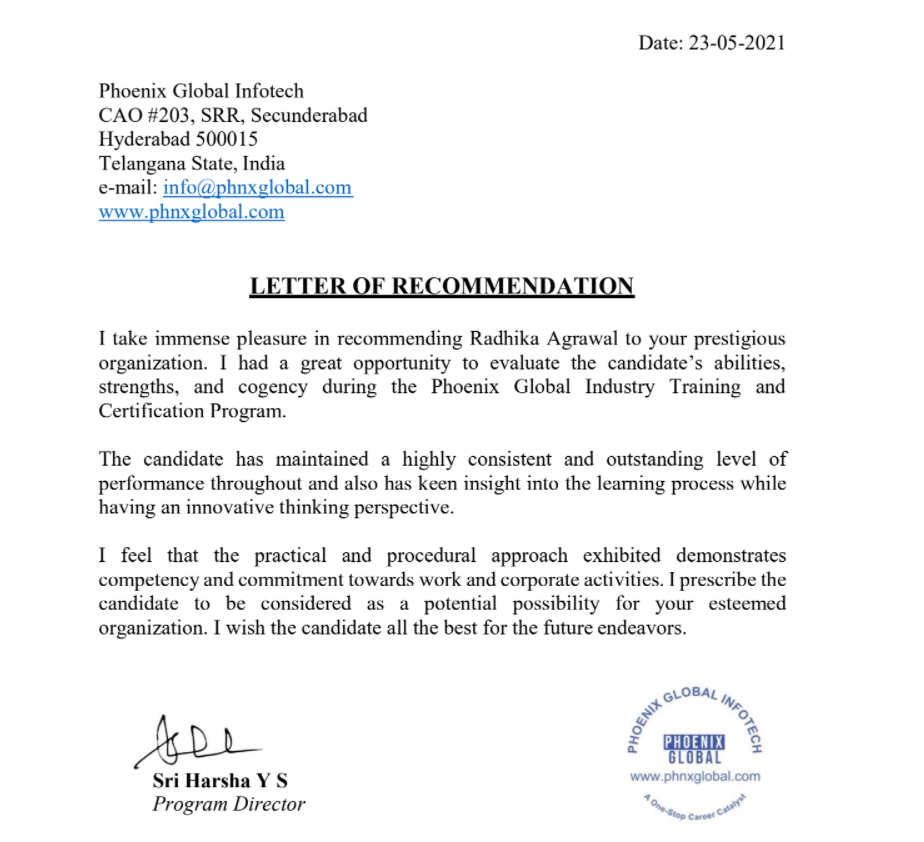 Date: 23-05-2021
Phoenix Global Infotech
CAO #203, SRR, Secunderabad
Hyderabad 500015
Telangana State, India
e-mail: info@phnxglobal.com
www.phnxglobal.com
LETTER OF RECOMMENDATION
I take immense pleasure in recommending Radhika Agrawal to your prestigious
organization. I had a great opportunity to evaluate the candidate’s abilities,
strengths, and cogency during the Phoenix Global Industry Training and
Certification Program.
The candidate has maintained a highly consistent and outstanding level of
performance throughout and also has keen insight into the learning process while
having an innovative thinking perspective.
I feel that the practical and procedural approach exhibited demonstrates
competency and commitment towards work and corporate activities. I prescribe the
candidate to be considered as a potential possibility for your esteemed
organization. I wish the candidate all the best for the future endeavors.
Sri Harsha Y S
Program Director
PHOENIX GLOBAL INFOTECH
PHOENIX
GLOBAL
www.phnxglobal.com
A One-Stop Career Catalyst